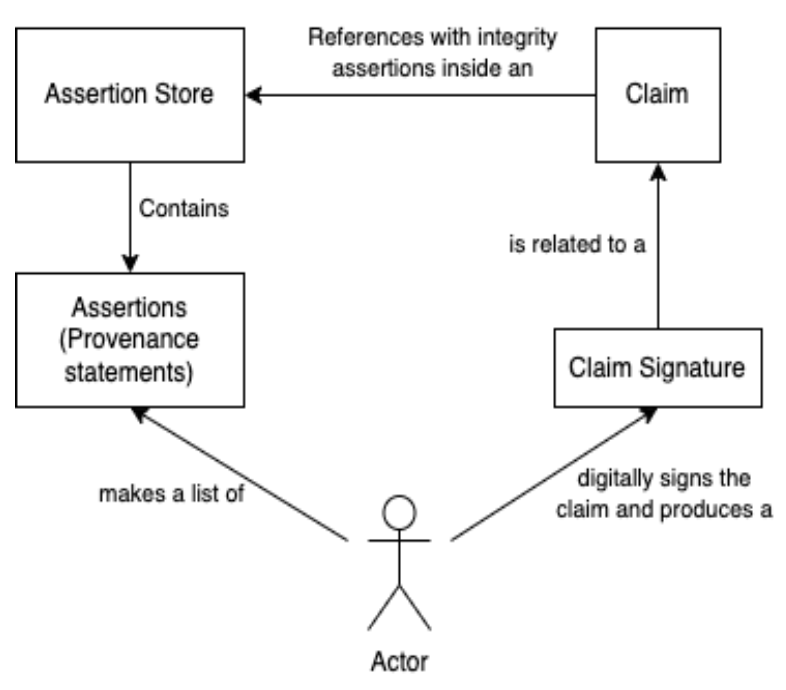 References with integrity
assertions inside an
Assertion Store
Claim
Contains
is related to a
Assertions
(Provenance
statements)
Claim Signature
makes a list of
digitally signs the
claim and produces a
Actor